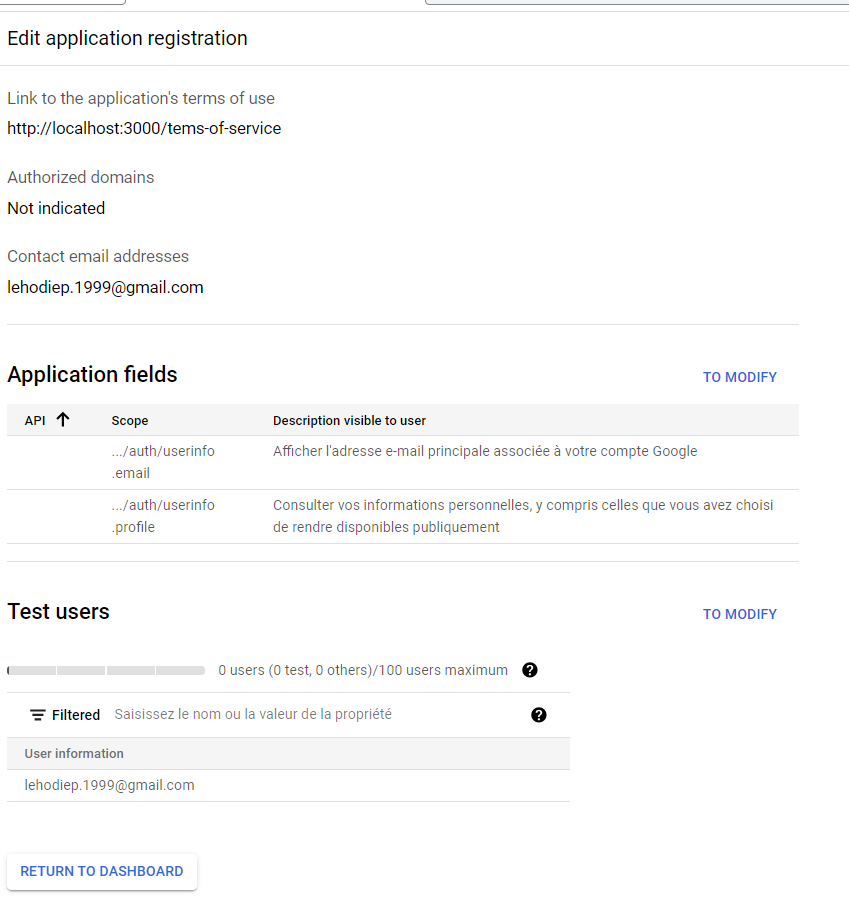 Edit application registration
Link to the application's terms of use
http://localhost:3000/tems-of-service
Authorized domains
Not indicated
Contact email addresses
lehodiep.1999@gmail.com
Application fields
TO MODIFY
API Scope Description visible to user
.../auth/userinfo Afficher l'adresse e-mail principale associée à votre compte Google
.email
.../auth/userinfo Consulter vos informations personnelles, y compris celles que vous avez choisi
.profile de rendre disponibles publiquement
Test users
TO MODIFY
0 users (0 test, 0 others)/100 users maximum
Filtered Saisissez le nom ou la valeur de la propriété
User information
lehodiep.1999@gmail.com
RETURN TO DASHBOARD